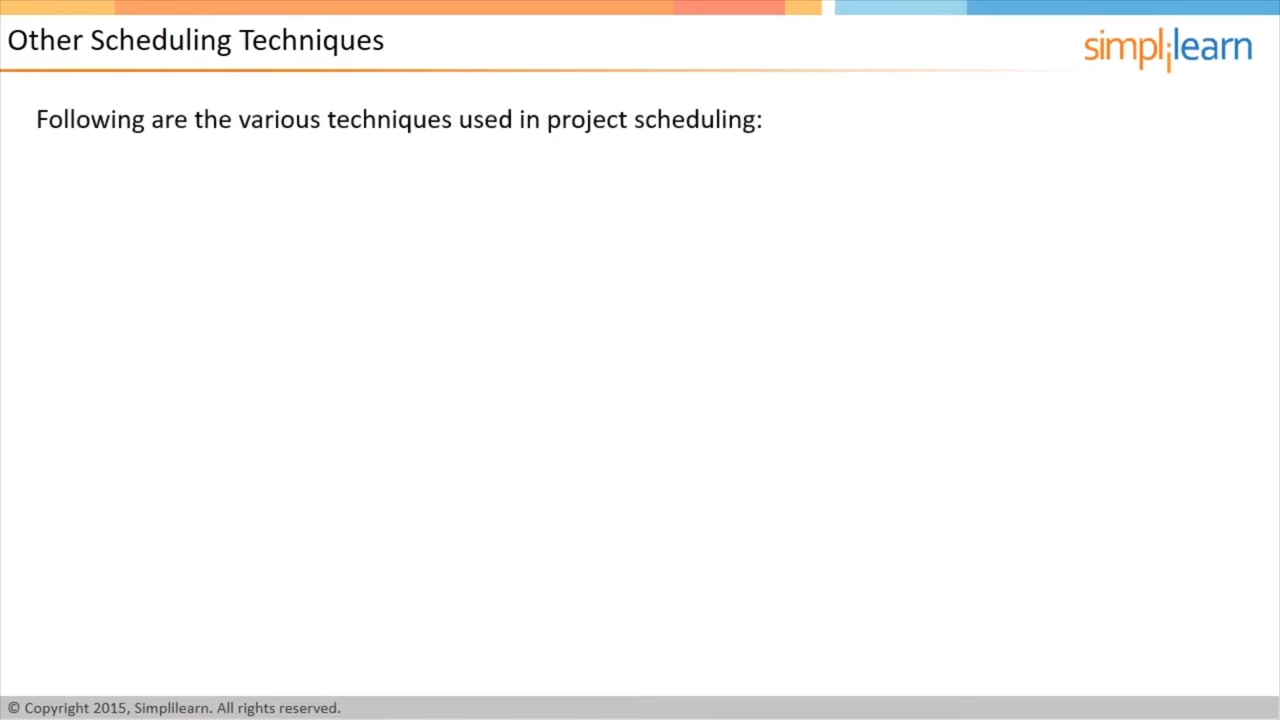 Other Scheduling Techniques
simplilearn
Following are the various techniques used in project scheduling:
© Copyright 2015, Simplilearn. All rights reserved.